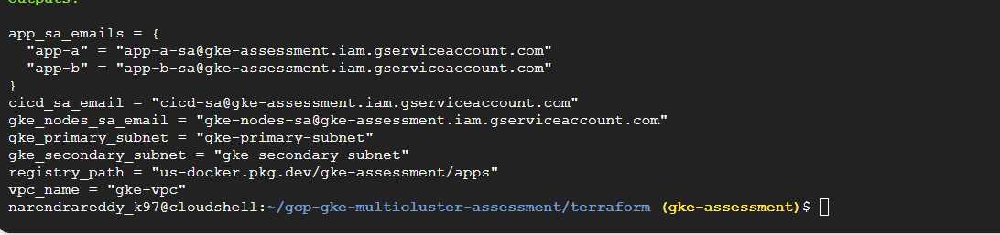 Outputs:
app_sa_emails = {
  "app-a" = "app-a-sa@gke-assessment.iam.gserviceaccount.com"
  "app-b" = "app-b-sa@gke-assessment.iam.gserviceaccount.com"
}
cicd_sa_email = "cicd-sa@gke-assessment.iam.gserviceaccount.com"
gke_nodes_sa_email = "gke-nodes-sa@gke-assessment.iam.gserviceaccount.com"
gke_primary_subnet = "gke-primary-subnet"
gke_secondary_subnet = "gke-secondary-subnet"
registry_path = "us-docker.pkg.dev/gke-assessment/apps"
vpc_name = "gke-vpc"
narendrareddy_k97@cloudshell:~/gcp-gke-multicluster-assessment/terraform (gke-assessment)$